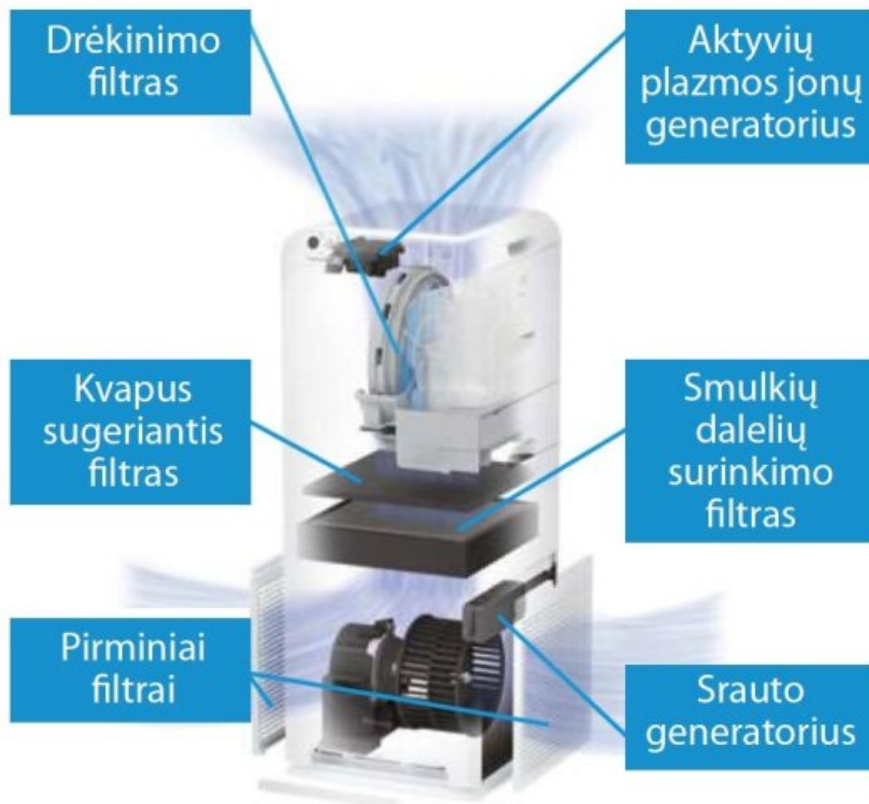 Drėkinimo
filtras
Aktyvių
plazmos jonų
generatorius
Kvapus
sugeriantis
filtras
Smulkių
dalelių
surinkimo
filtras
Pirminiai
filtrai
Srauto
generatorius